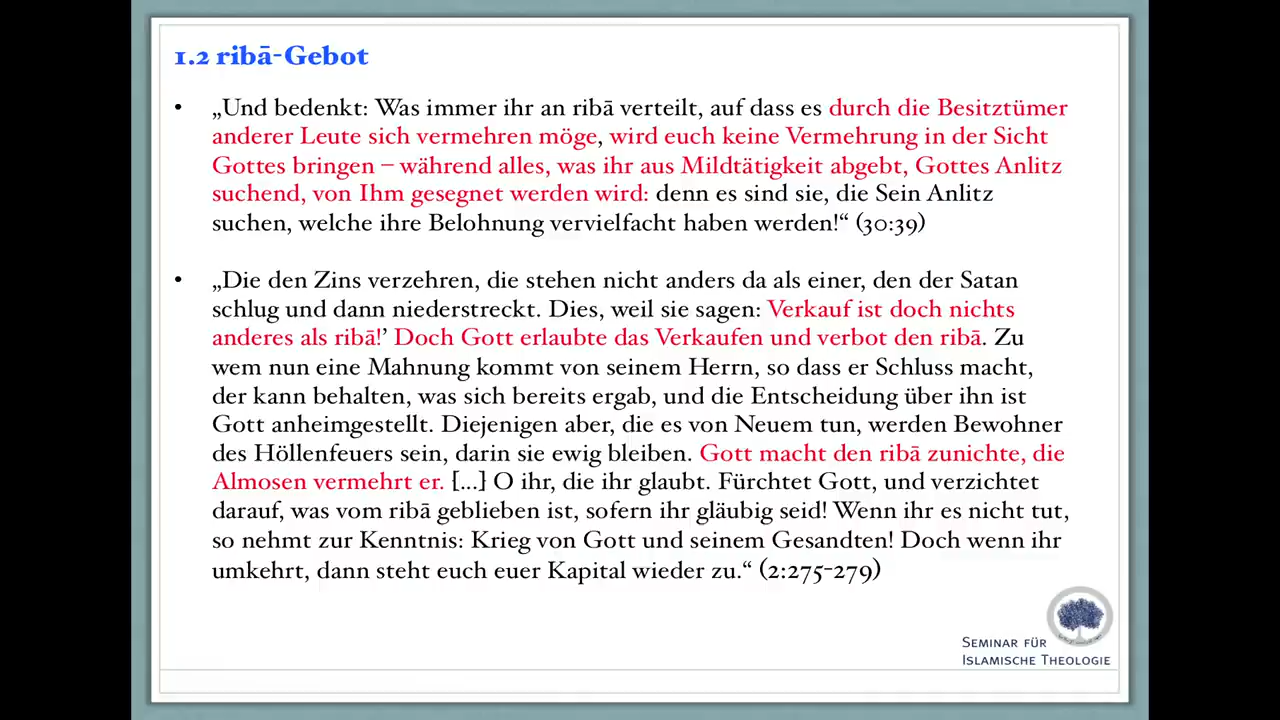 1.2 ribā-Gebot
• „Und bedenkt: Was immer ihr an ribā verteilt, auf dass es durch die Besitztümer
anderer Leute sich vermehren möge, wird euch keine Vermehrung in der Sicht
Gottes bringen – während alles, was ihr aus Mildtätigkeit abgebt, Gottes Anlitz
suchend, von Ihm gesegnet werden wird: denn es sind sie, die Sein Anlitz
suchen, welche ihre Belohnung vervielfacht haben werden!“ (30:39)
• „Die den Zins verzehren, die stehen nicht anders da als einer, den der Satan
schlug und dann niederstreckt. Dies, weil sie sagen: Verkauf ist doch nichts
anderes als ribā!’ Doch Gott erlaubte das Verkaufen und verbot den ribā. Zu
wem nun eine Mahnung kommt von seinem Herrn, so dass er Schluss macht,
der kann behalten, was sich bereits ergab, und die Entscheidung über ihn ist
Gott anheimgestellt. Diejenigen aber, die es von Neuem tun, werden Bewohner
des Höllenfeuers sein, darin sie ewig bleiben. Gott macht den ribā zunichte, die
Almosen vermehrt er. [...] O ihr, die ihr glaubt. Fürchtet Gott, und verzichtet
darauf, was vom ribā geblieben ist, sofern ihr gläubig seid! Wenn ihr es nicht tut,
so nehmt zur Kenntnis: Krieg von Gott und seinem Gesandten! Doch wenn ihr
umkehrt, dann steht euch euer Kapital wieder zu.“ (2:275-279)
Seminar für
Islamische Theologie